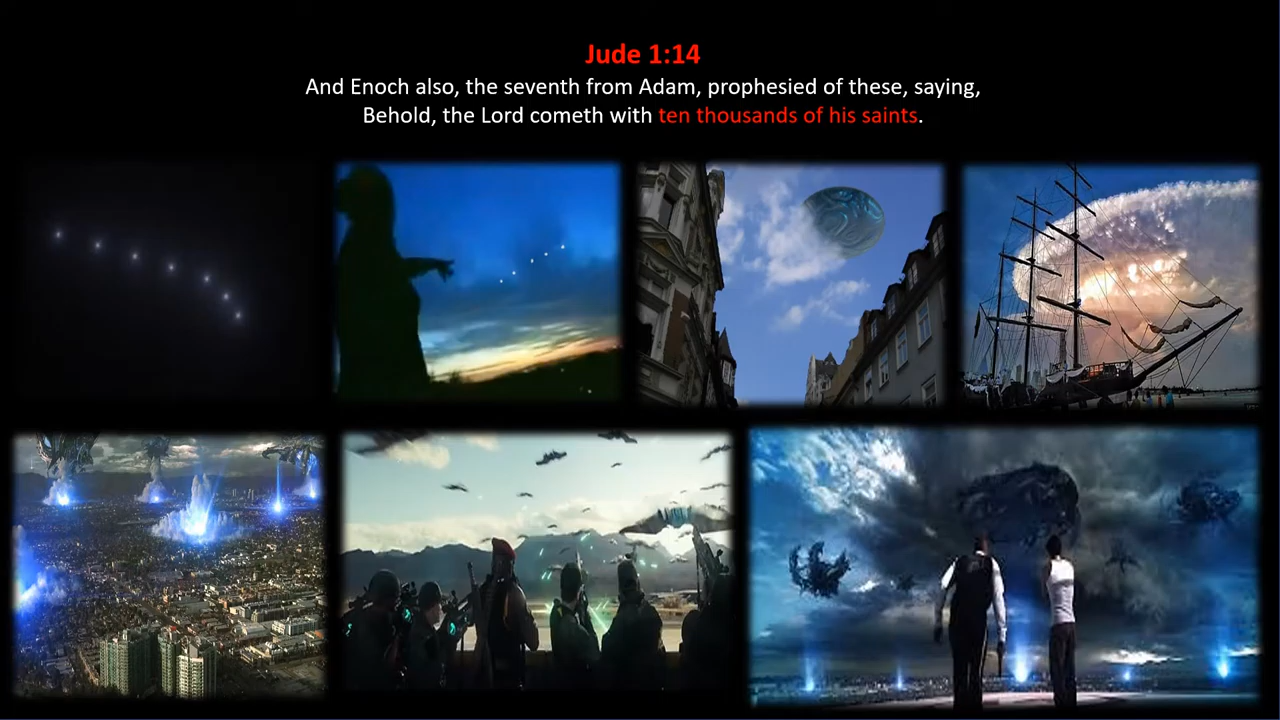 Jude 1:14
And Enoch also, the seventh from Adam, prophesied of these, saying,
Behold, the Lord cometh with ten thousands of his saints.